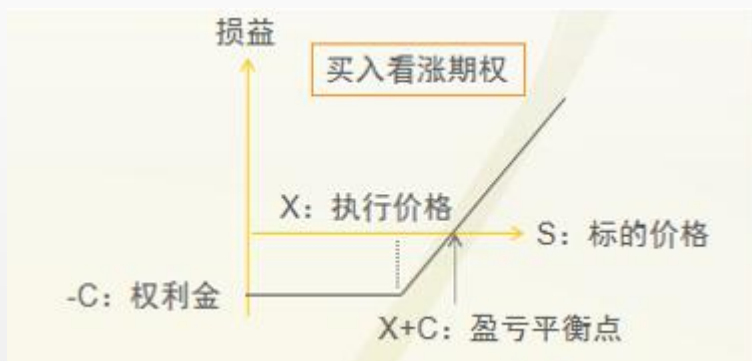 损益
买入看涨期权
X：执行价格
S：标的价格
-C：权利金
X+C：盈亏平衡点